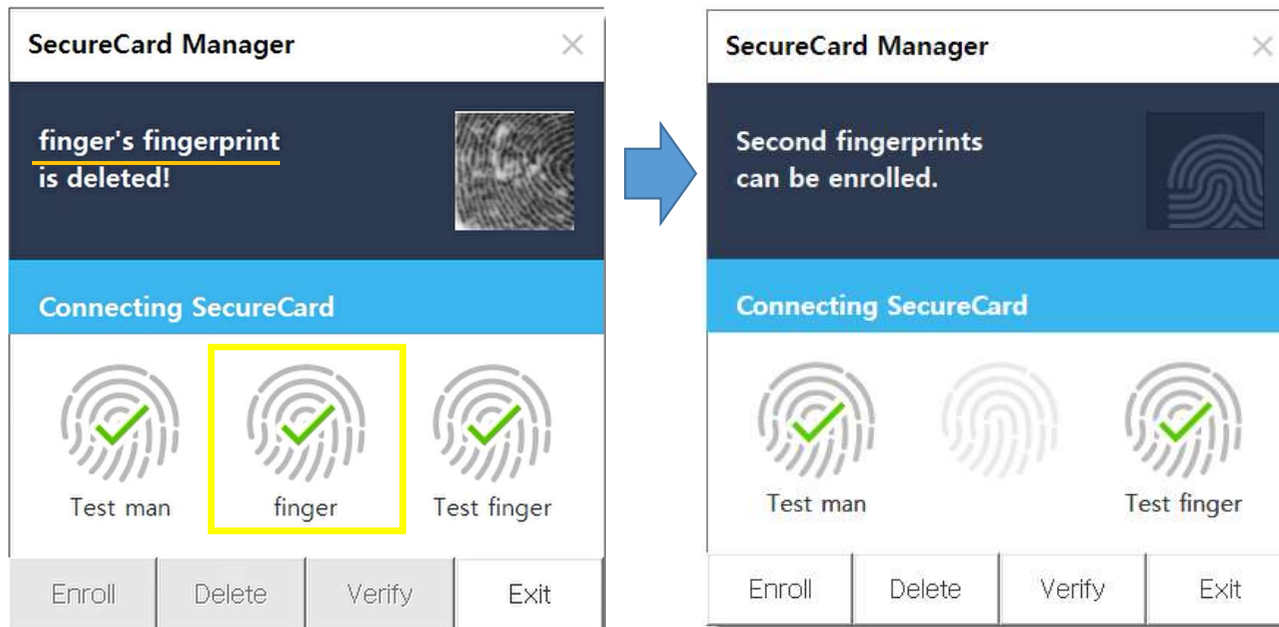 SecureCard Manager
finger's fingerprint
is deleted!
Connecting SecureCard
Test man
finger
Test finger
Enroll
Delete
Verify
Exit
SecureCard Manager
Second fingerprints
can be enrolled.
Connecting SecureCard
Test man
Test finger
Enroll
Delete
Verify
Exit